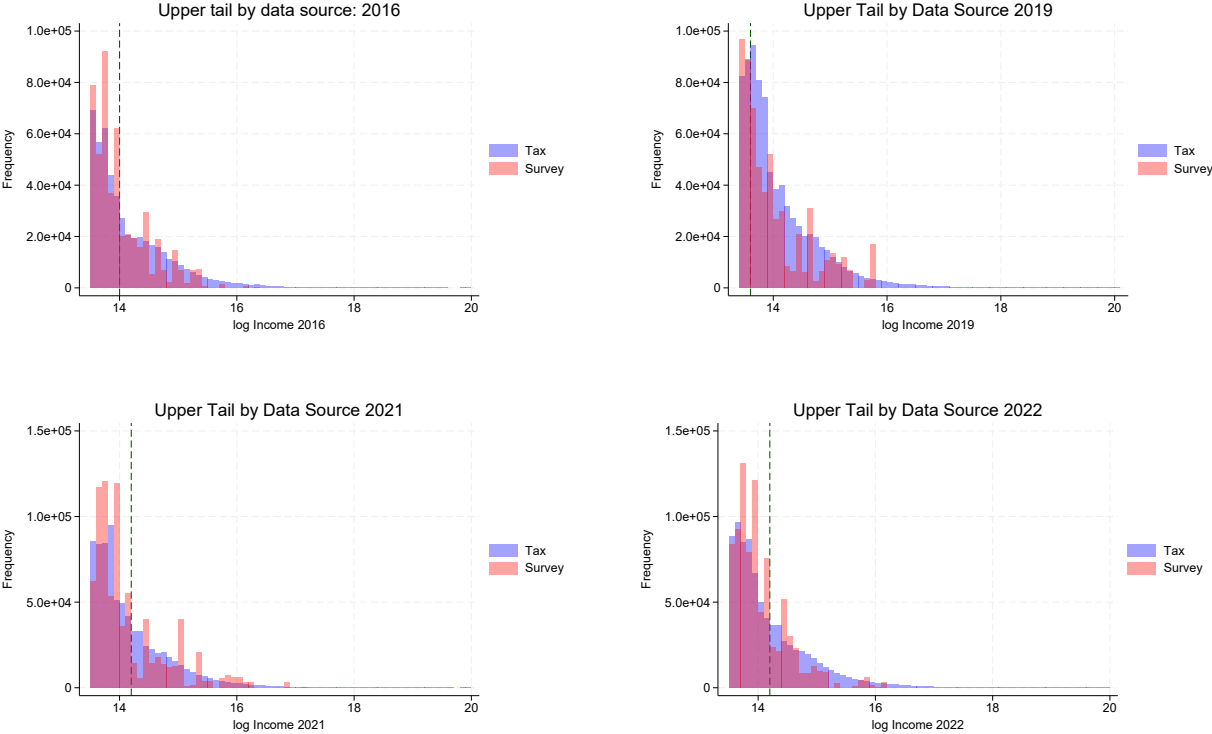 Upper tail by data source: 2016
1.0e+05
8.0e+04
6.0e+04
4.0e+04
2.0e+04
0
Frequency
14
16
18
20
log Income 2016
Tax
Survey
Upper Tail by Data Source 2019
1.0e+05
8.0e+04
6.0e+04
4.0e+04
2.0e+04
0
Frequency
14
16
18
20
log Income 2019
Tax
Survey
Upper Tail by Data Source 2021
1.5e+05
1.0e+05
5.0e+04
0
Frequency
14
16
18
20
log Income 2021
Tax
Survey
Upper Tail by Data Source 2022
1.5e+05
1.0e+05
5.0e+04
0
Frequency
14
16
18
20
log Income 2022
Tax
Survey